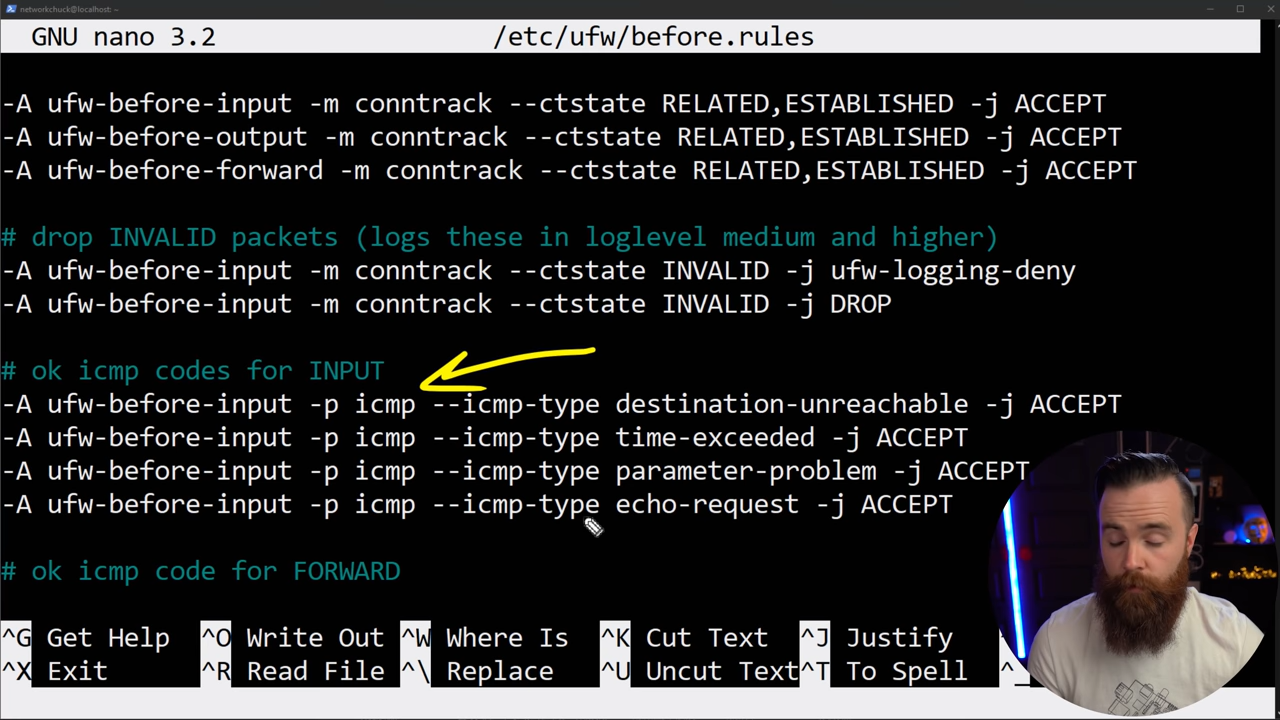 networkchuck@localhost: ~
GNU nano 3.2 /etc/ufw/before.rules
-A ufw-before-input -m conntrack --ctstate RELATED,ESTABLISHED -j ACCEPT
-A ufw-before-output -m conntrack --ctstate RELATED,ESTABLISHED -j ACCEPT
-A ufw-before-forward -m conntrack --ctstate RELATED,ESTABLISHED -j ACCEPT
# drop INVALID packets (logs these in loglevel medium and higher)
-A ufw-before-input -m conntrack --ctstate INVALID -j ufw-logging-deny
-A ufw-before-input -m conntrack --ctstate INVALID -j DROP
# ok icmp codes for INPUT
-A ufw-before-input -p icmp --icmp-type destination-unreachable -j ACCEPT
-A ufw-before-input -p icmp --icmp-type time-exceeded -j ACCEPT
-A ufw-before-input -p icmp --icmp-type parameter-problem -j ACCEPT
-A ufw-before-input -p icmp --icmp-type echo-request -j ACCEPT
# ok icmp code for FORWARD
^G Get Help ^O Write Out ^W Where Is ^K Cut Text ^J Justify
^X Exit ^R Read File ^\ Replace ^U Uncut Text ^T To Spell ^_